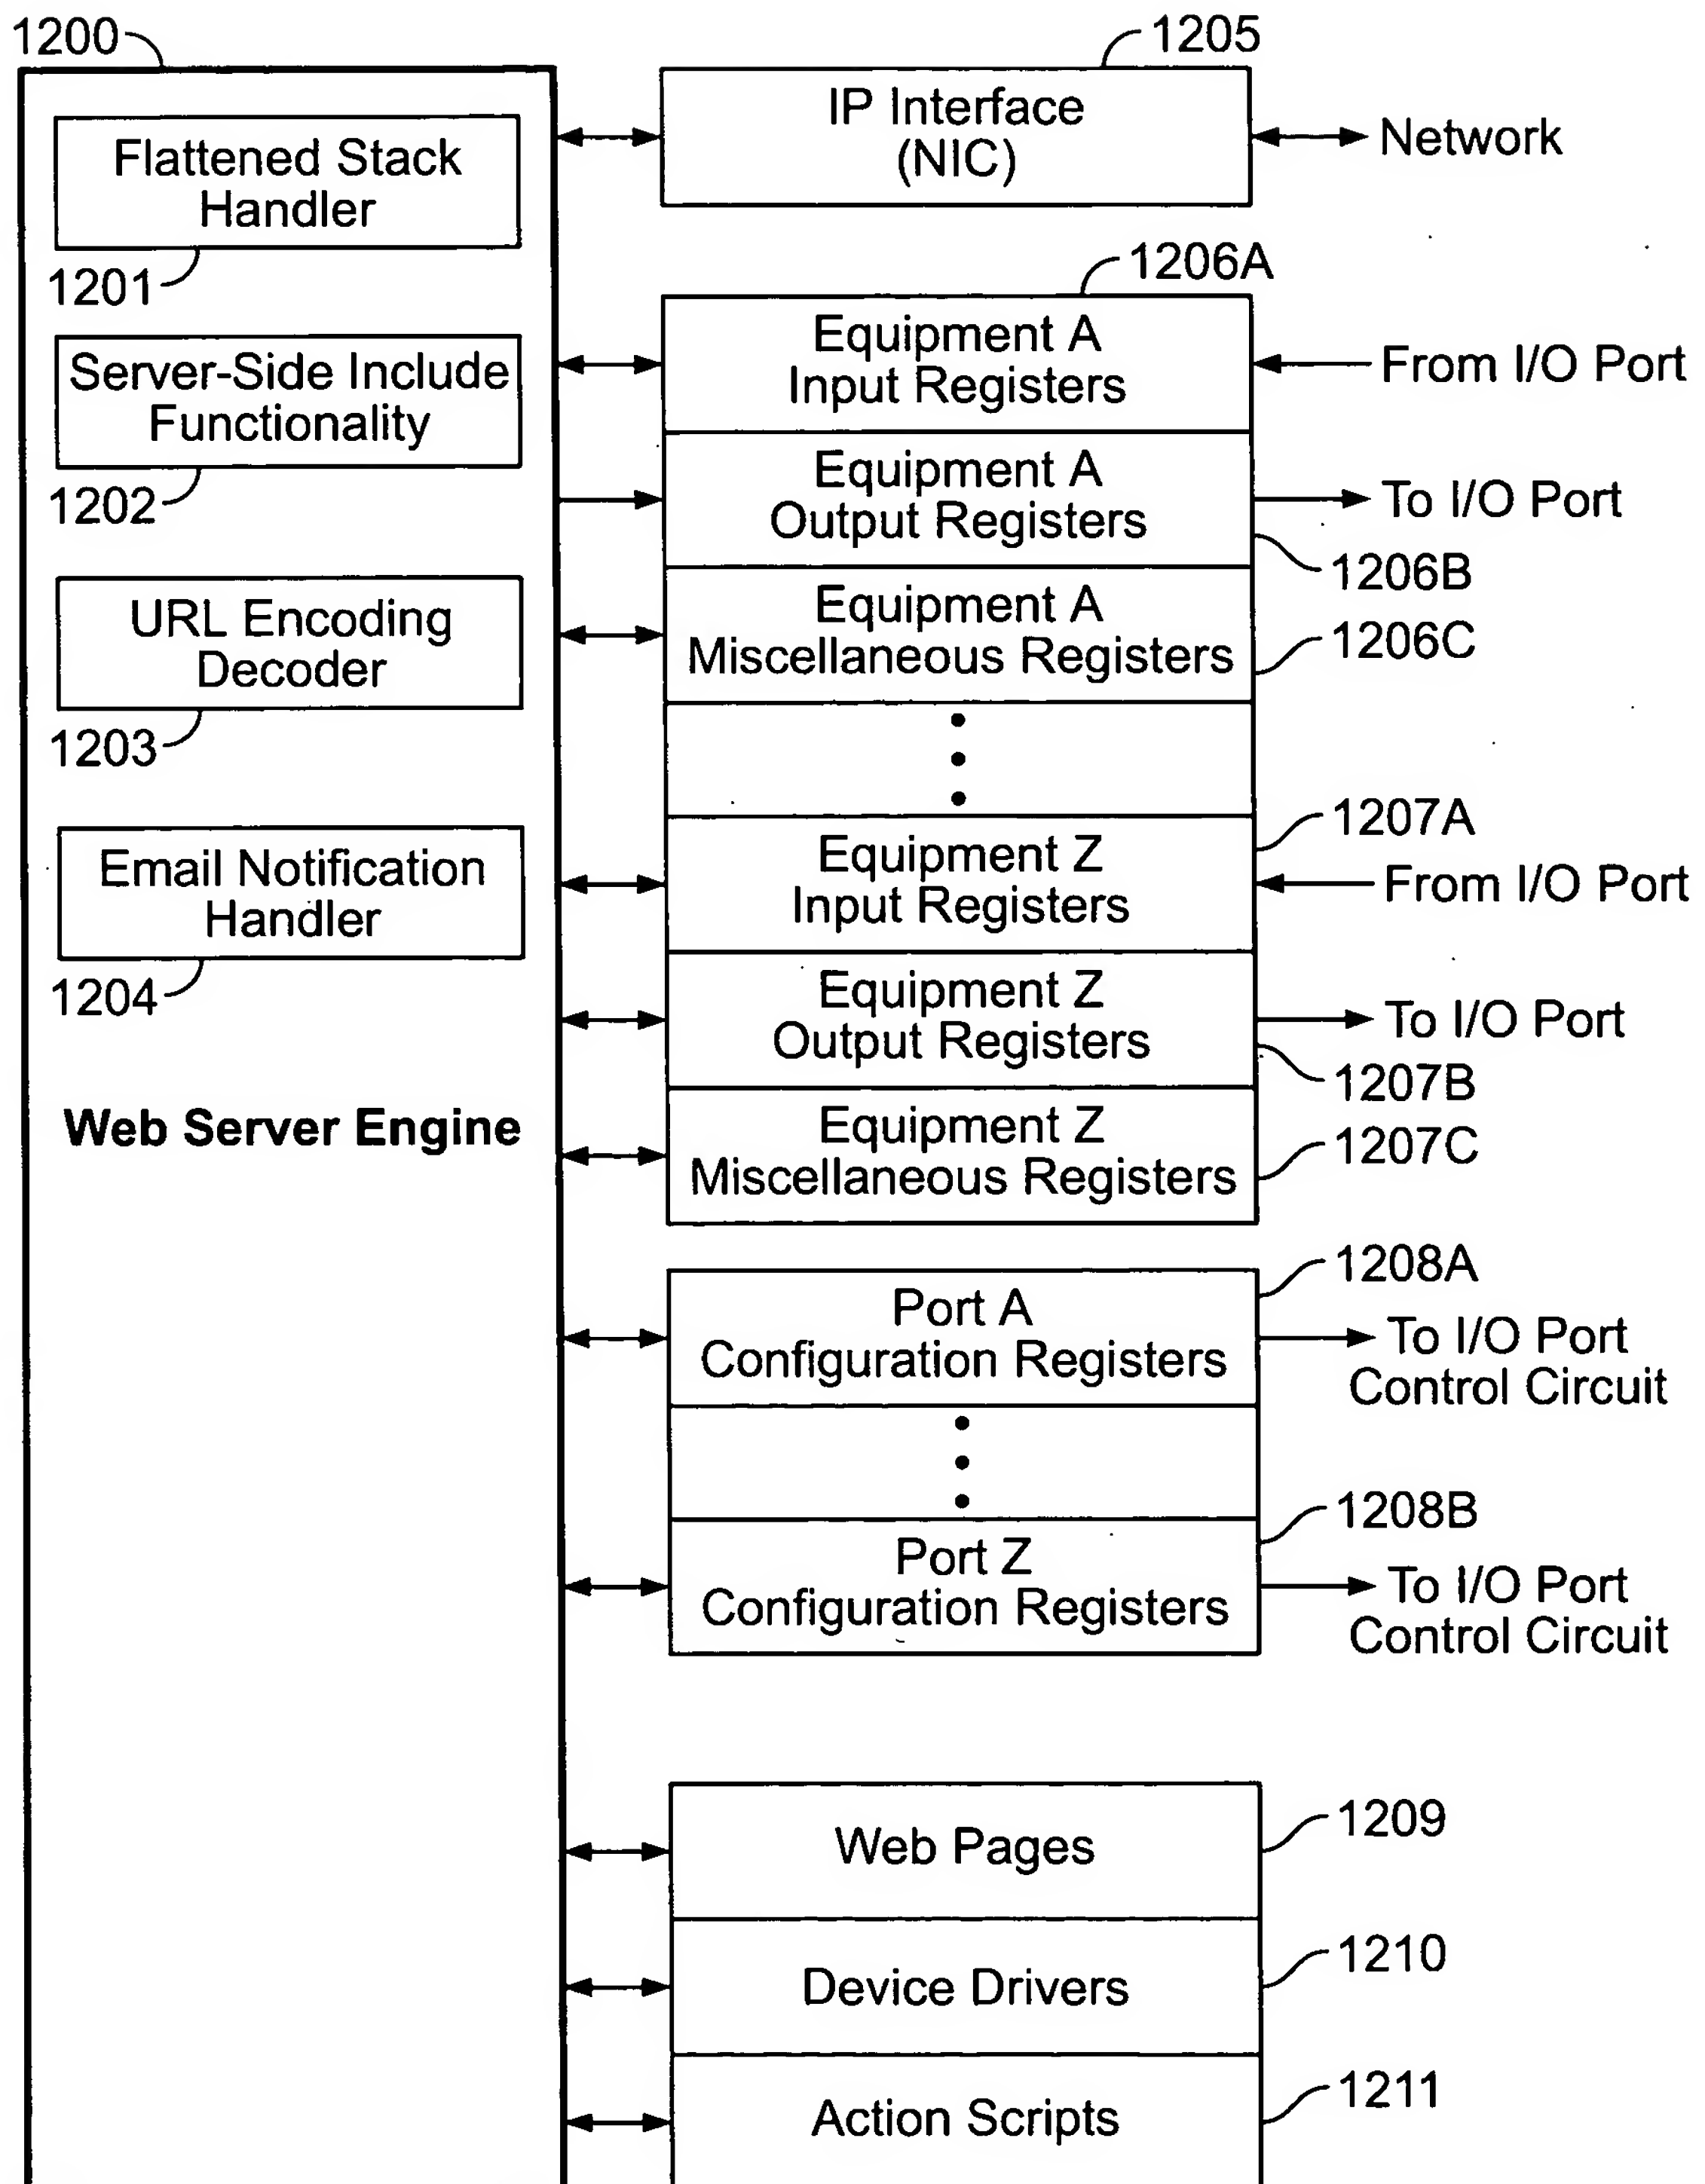 1200
Flattened Stack
Handler
1201
Server-Side Include
Functionality
1202
URL Encoding
Decoder
1203
Email Notification
Handler
1204
Web Server Engine
1205
IP Interface
(NIC)
Network
1206A
Equipment A
Input Registers
From I/O Port
Equipment A
Output Registers
To I/O Port
1206B
Equipment A
Miscellaneous Registers
1206C
1207A
Equipment Z
Input Registers
From I/O Port
Equipment Z
Output Registers
To I/O Port
1207B
Equipment Z
Miscellaneous Registers
1207C
1208A
Port A
Configuration Registers
To I/O Port
Control Circuit
1208B
Port Z
Configuration Registers
To I/O Port
Control Circuit
Web Pages
1209
Device Drivers
1210
Action Scripts
1211